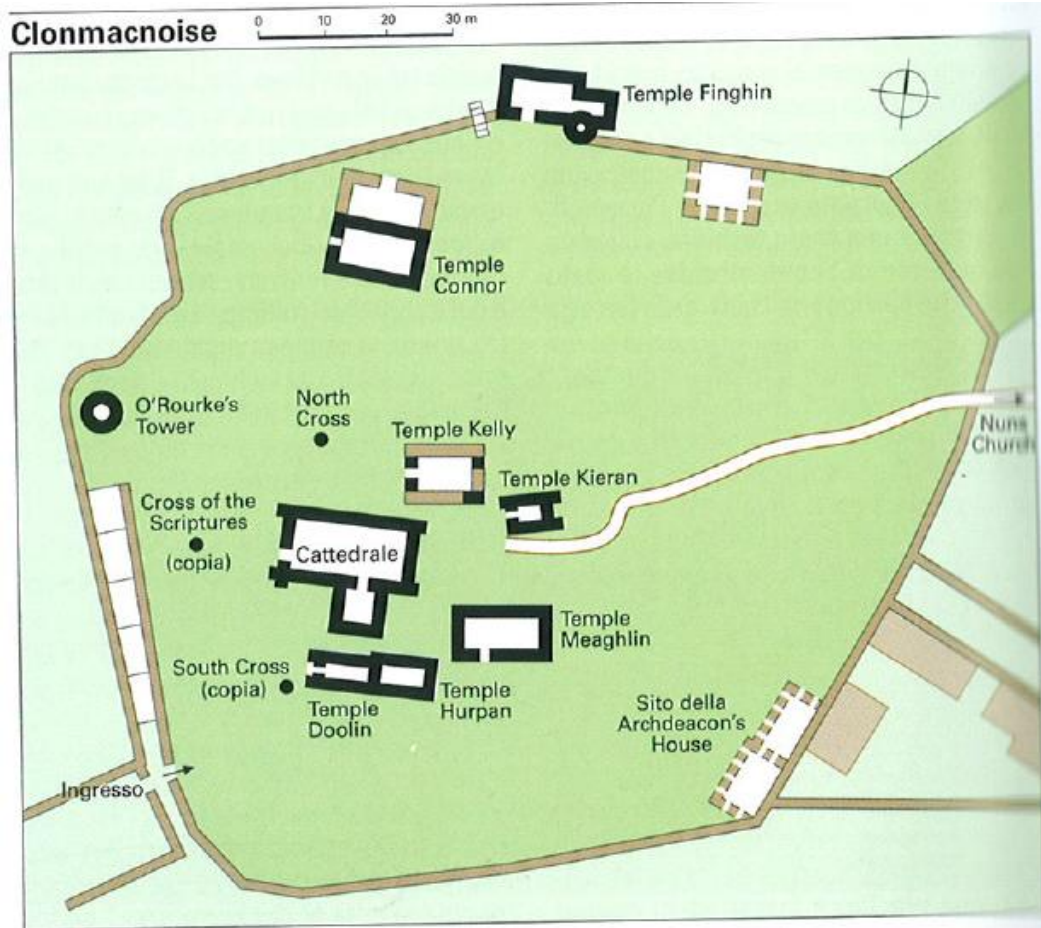 Clonmacnoise
0 10 20 30 m
Temple Finghin
Temple
Connor
O'Rourke's
Tower
North
Cross
Temple Kelly
Nuns
Church
Temple Kieran
Cross of the
Scriptures
(copia)
Cattedrale
Temple
Meaghlin
South Cross
(copia)
Temple
Doolin
Temple
Hurpan
Sito della
Archdeacon's
House
Ingresso